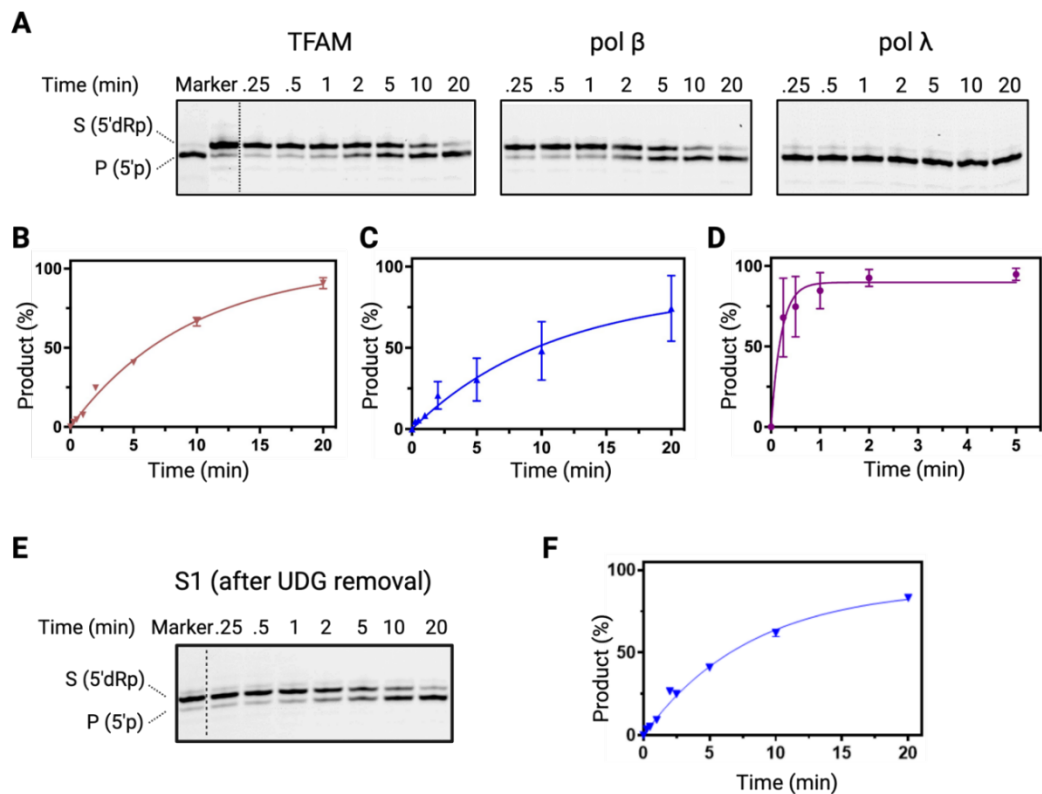 A
TFAM
pol β
pol λ
Time (min) Marker .25 .5 1 2 5 10 20
.25 .5 1 2 5 10 20
.25 .5 1 2 5 10 20
S (5'dRp)
P (5'p)
B
C
D
100
50
0
Product (%)
0 5 10 15 20
Time (min)
100
50
0
Product (%)
0 5 10 15 20
Time (min)
100
50
0
Product (%)
0 1 2 3 4 5
Time (min)
E
S1 (after UDG removal)
Time (min) Marker .25 .5 1 2 5 10 20
S (5'dRp)
P (5'p)
F
100
50
0
Product (%)
0 5 10 15 20
Time (min)